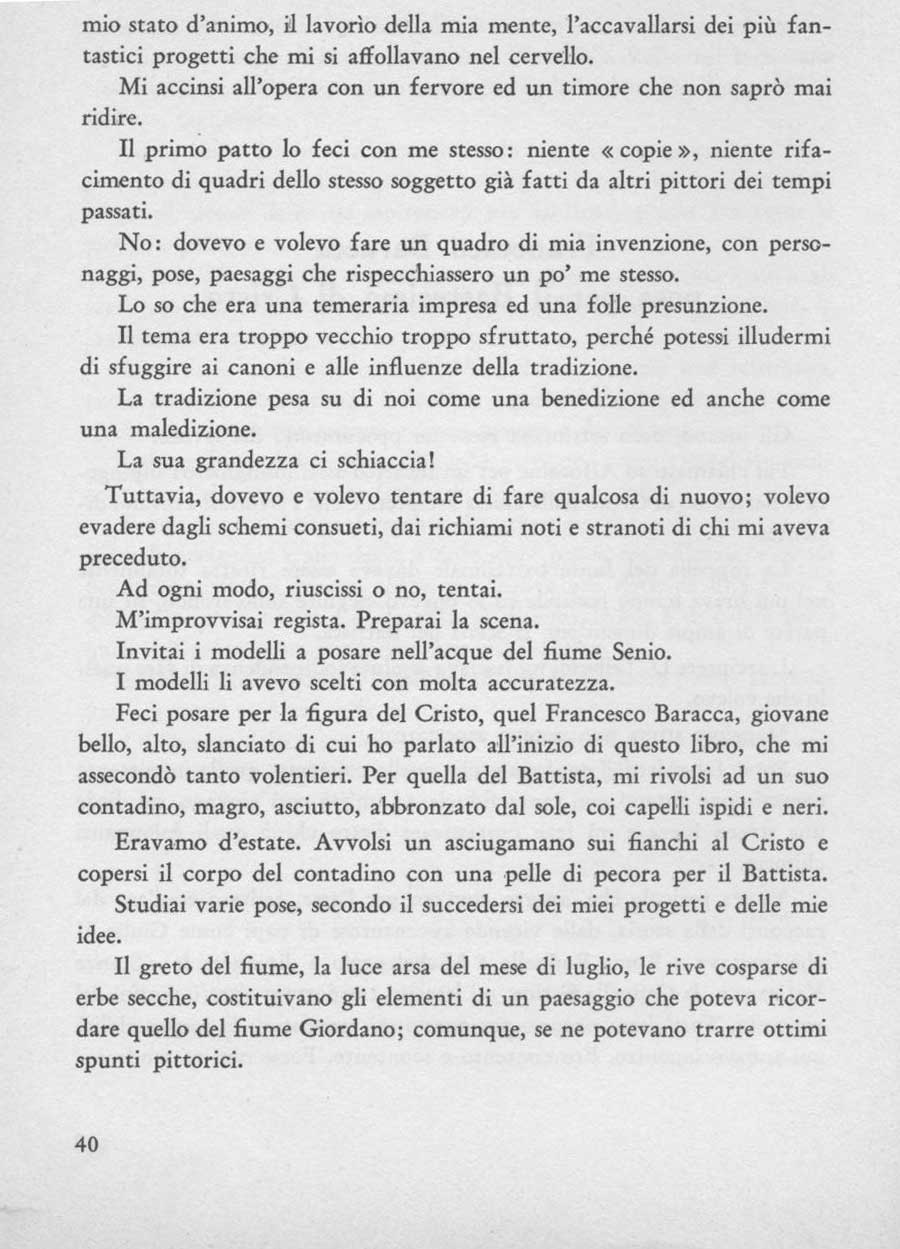 mio stato d'animo, il lavorìo della mia mente, l'accavallarsi dei più fan-
tastici progetti che mi si affollavano nel cervello.
Mi accinsi all'opera con un fervore ed un timore che non saprò mai
ridire.
Il primo patto lo feci con me stesso: niente « copie », niente rifa-
cimento di quadri dello stesso soggetto già fatti da altri pittori dei tempi
passati.
No: dovevo e volevo fare un quadro di mia invenzione, con perso-
naggi, pose, paesaggi che rispecchiassero un po' me stesso.
Lo so che era una temeraria impresa ed una folle presunzione.
Il tema era troppo vecchio troppo sfruttato, perché potessi illudermi
di sfuggire ai canoni e alle influenze della tradizione.
La tradizione pesa su di noi come una benedizione ed anche come
una maledizione.
La sua grandezza ci schiaccia!
Tuttavia, dovevo e volevo tentare di fare qualcosa di nuovo; volevo
evadere dagli schemi consueti, dai richiami noti e stranoti di chi mi aveva
preceduto.
Ad ogni modo, riuscissi o no, tentai.
M'improvvisai regista. Preparai la scena.
Invitai i modelli a posare nell'acque del fiume Senio.
I modelli li avevo scelti con molta accuratezza.
Feci posare per la figura del Cristo, quel Francesco Baracca, giovane
bello, alto, slanciato di cui ho parlato all'inizio di questo libro, che mi
assecondò tanto volentieri. Per quella del Battista, mi rivolsi ad un suo
contadino, magro, asciutto, abbronzato dal sole, coi capelli ispidi e neri.
Eravamo d'estate. Avvolsi un asciugamano sui fianchi al Cristo e
copersi il corpo del contadino con una pelle di pecora per il Battista.
Studiai varie pose, secondo il succedersi dei miei progetti e delle mie
idee.
Il greto del fiume, la luce arsa del mese di luglio, le rive cosparse di
erbe secche, costituivano gli elementi di un paesaggio che poteva ricor-
dare quello del fiume Giordano; comunque, se ne potevano trarre ottimi
spunti pittorici.
40